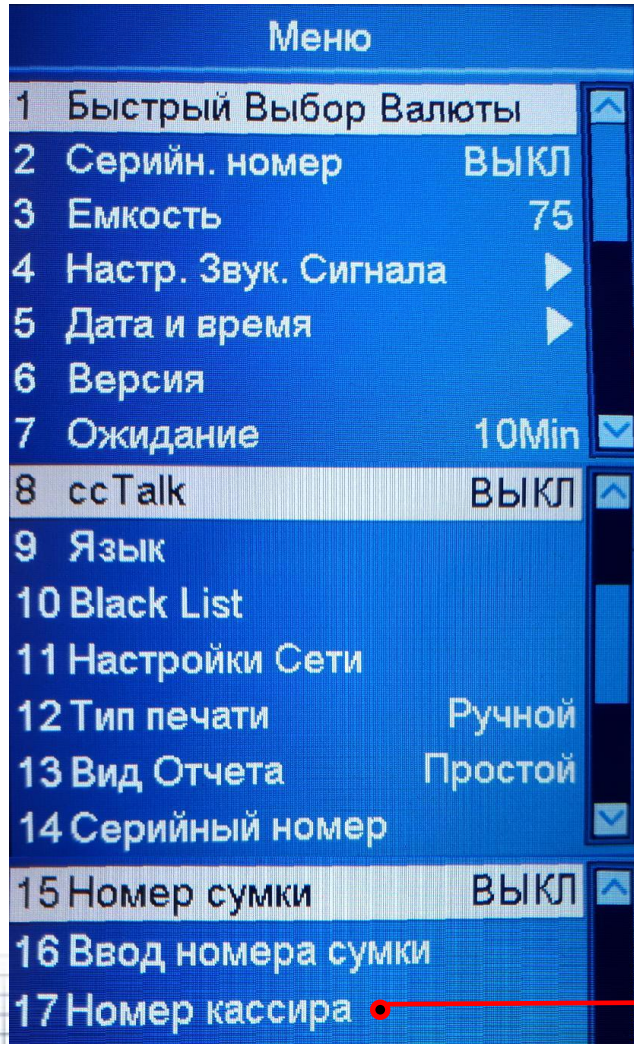 Меню
1 Быстрый Выбор Валюты
2 Серийн. номер ВЫКЛ
3 Емкость 75
4 Настр. Звук. Сигнала
5 Дата и время
6 Версия
7 Ожидание 10Min
8 ccTalk ВЫКЛ
9 Язык
10 Black List
11 Настройки Сети
12 Тип печати Ручной
13 Вид Отчета Простой
14 Серийный номер
15 Номер сумки ВЫКЛ
16 Ввод номера сумки
17 Номер кассира